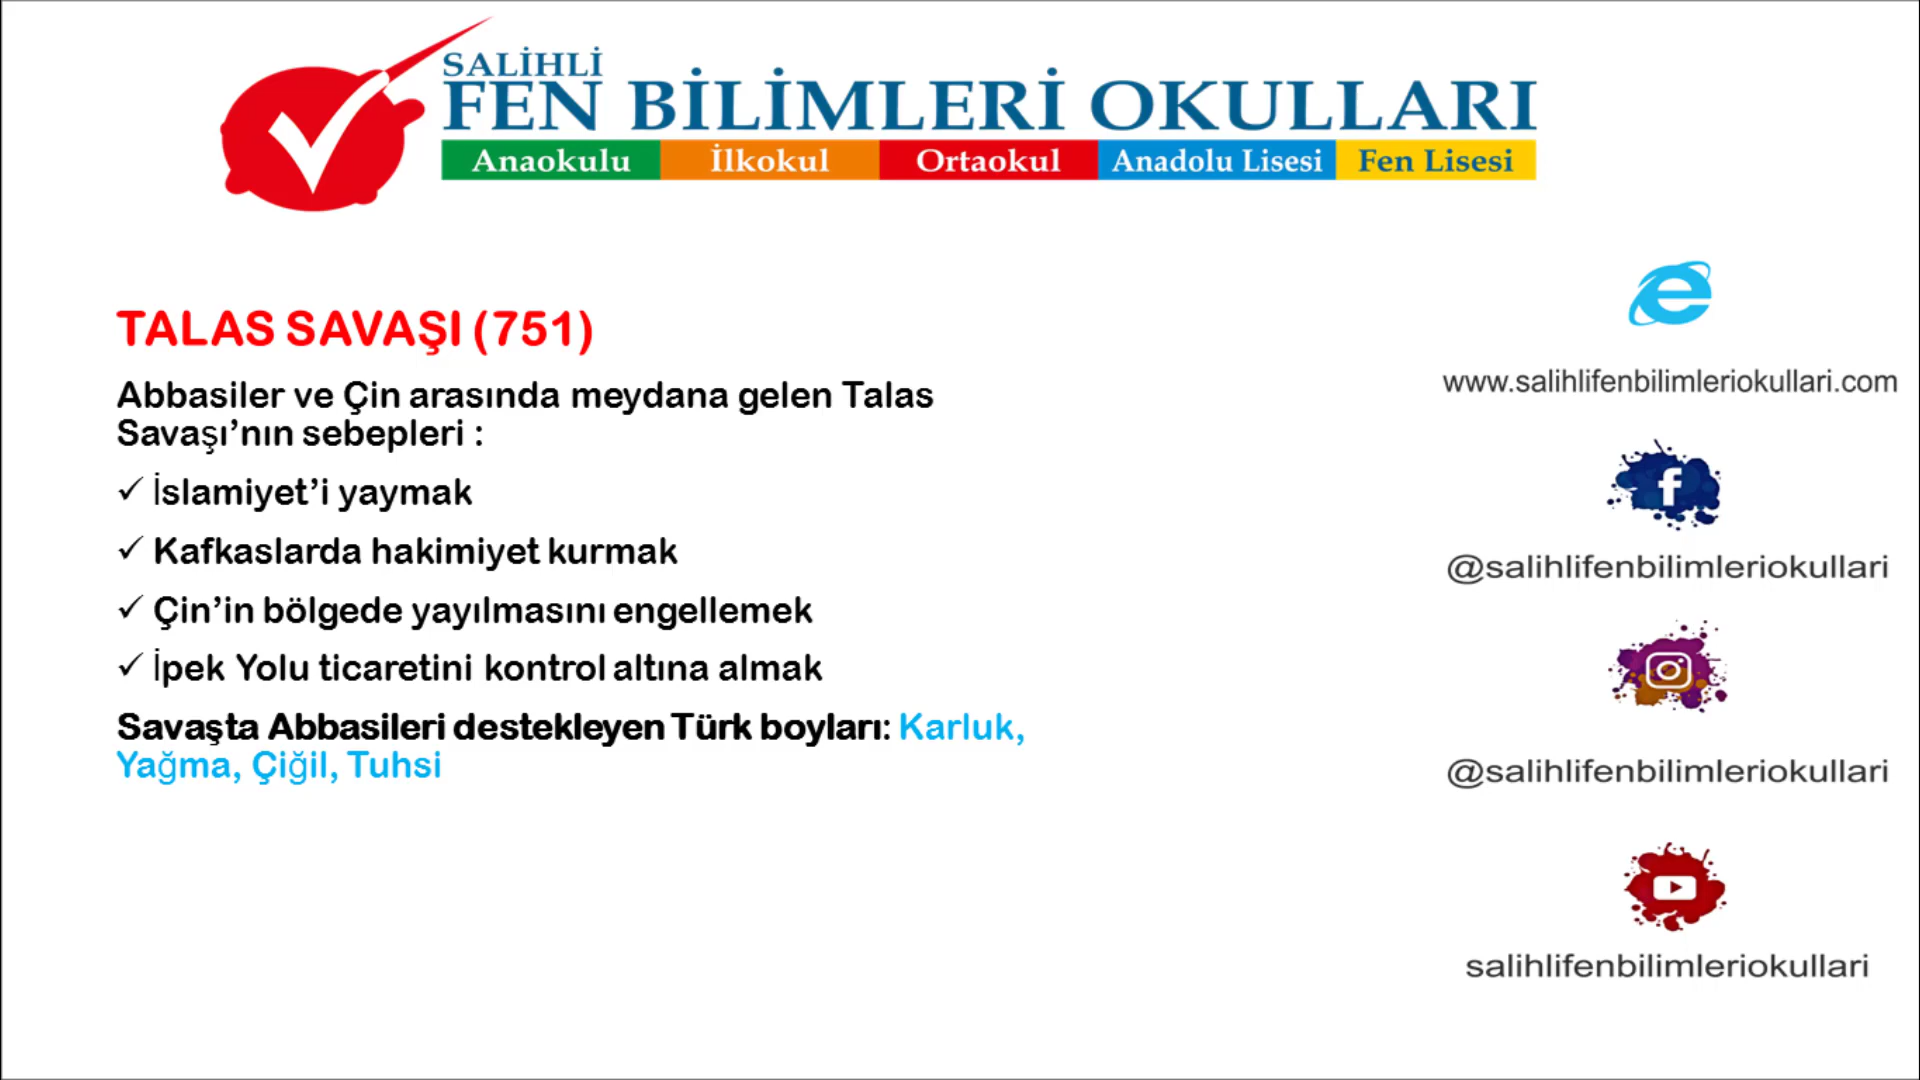 SALİHLİ
FEN BİLİMLERİ OKULLARI
Anaokulu İlkokul Ortaokul Anadolu Lisesi Fen Lisesi
TALAS SAVAŞI (751)
Abbasiler ve Çin arasında meydana gelen Talas
Savaşı’nın sebepleri :
✓ İslamiyet’i yaymak
✓ Kafkaslarda hakimiyet kurmak
✓ Çin’in bölgede yayılmasını engellemek
✓ İpek Yolu ticaretini kontrol altına almak
Savaşta Abbasileri destekleyen Türk boyları: Karluk,
Yağma, Çiğil, Tuhsi
www.salihlifenbilimleriokullari.com
@salihlifenbilimleriokullari
@salihlifenbilimleriokullari
salihlifenbilimleriokullari